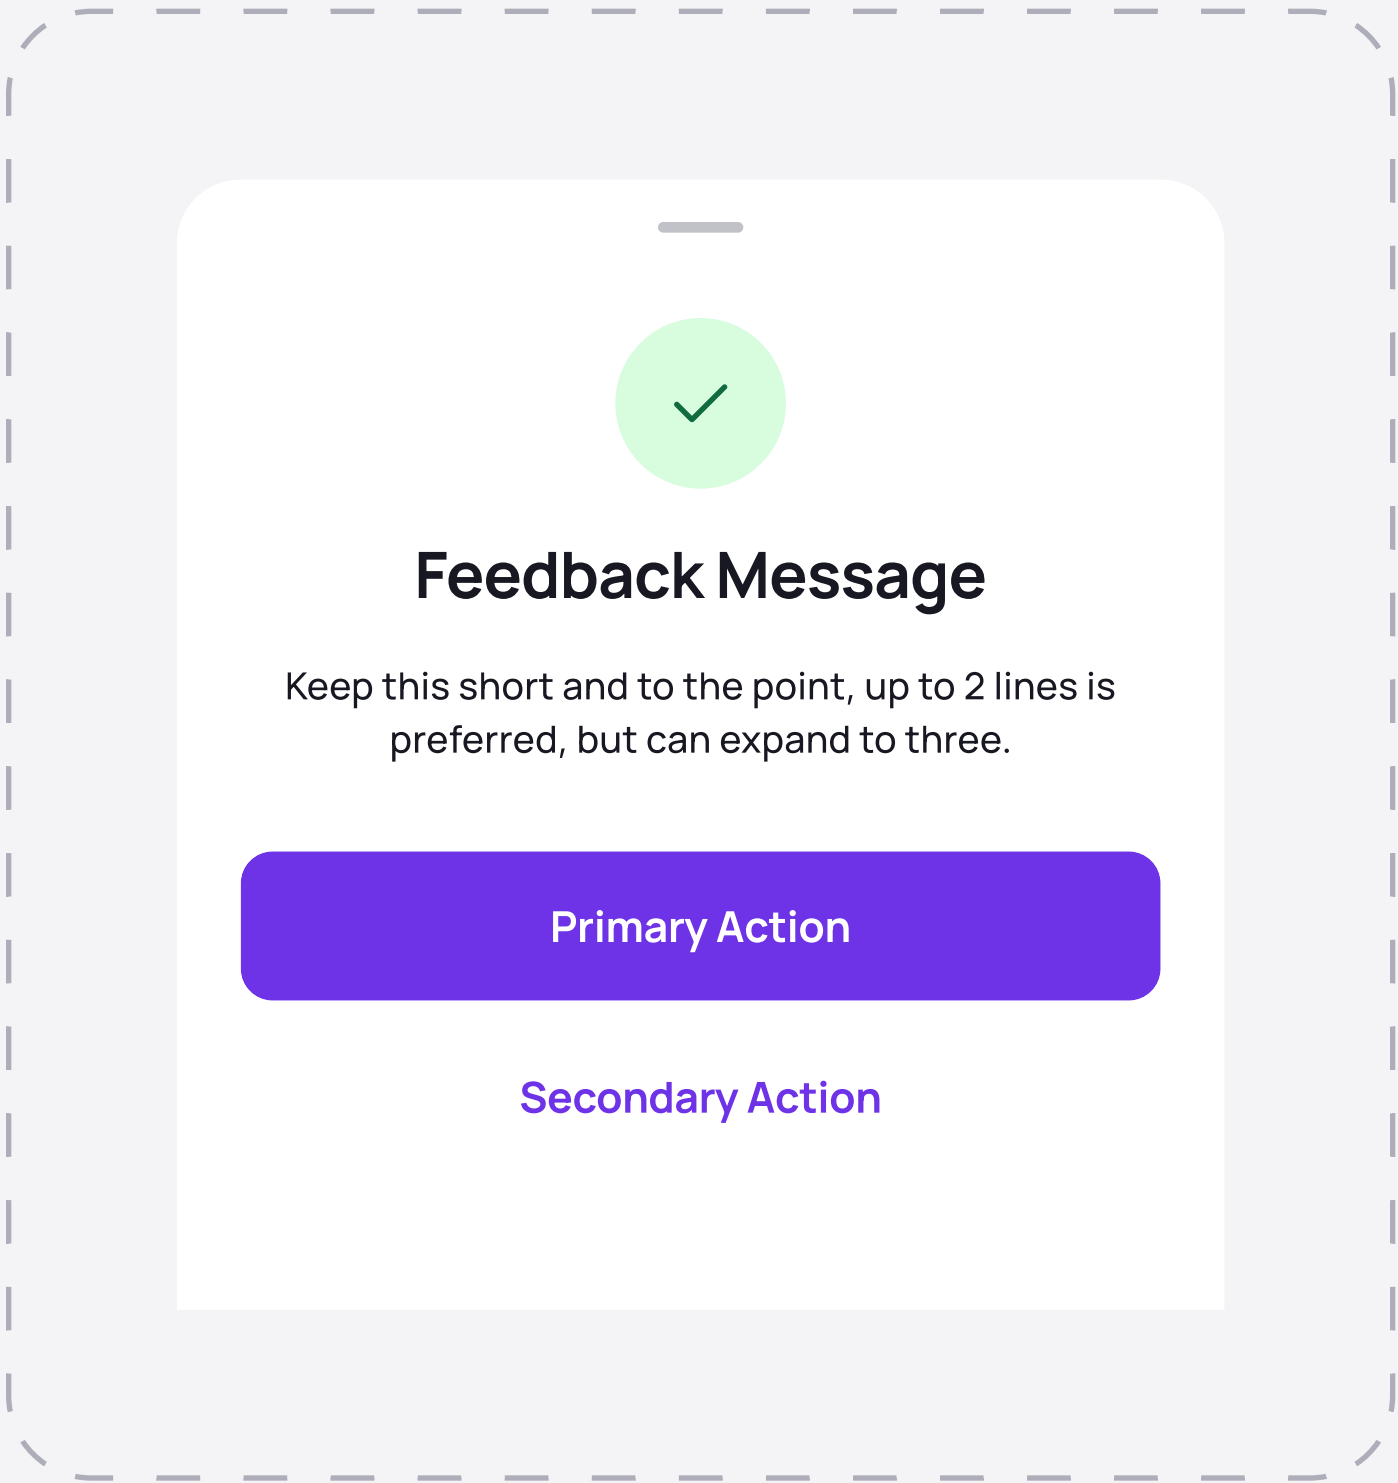 Feedback Message
Keep this short and to the point, up to 2 lines is
preferred, but can expand to three.
Primary Action
Secondary Action